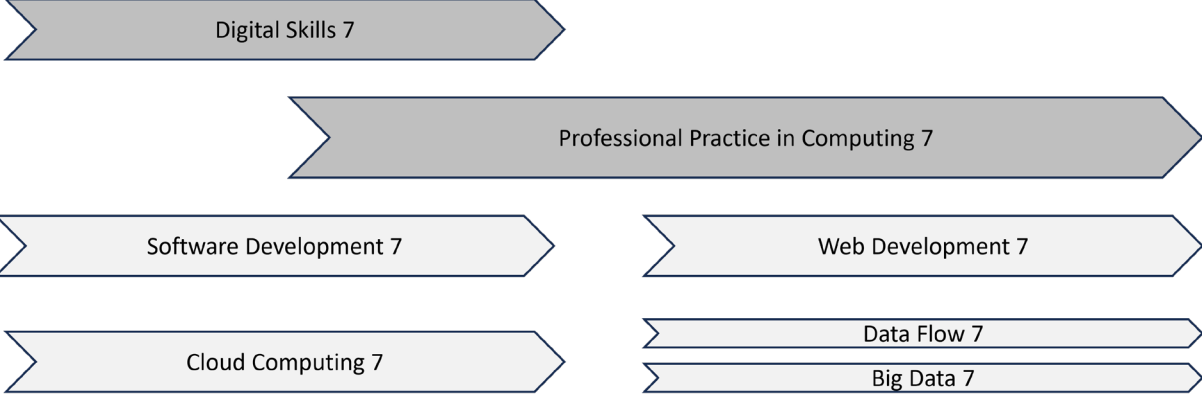 Digital Skills 7
Professional Practice in Computing 7
Software Development 7
Web Development 7
Cloud Computing 7
Data Flow 7
Big Data 7